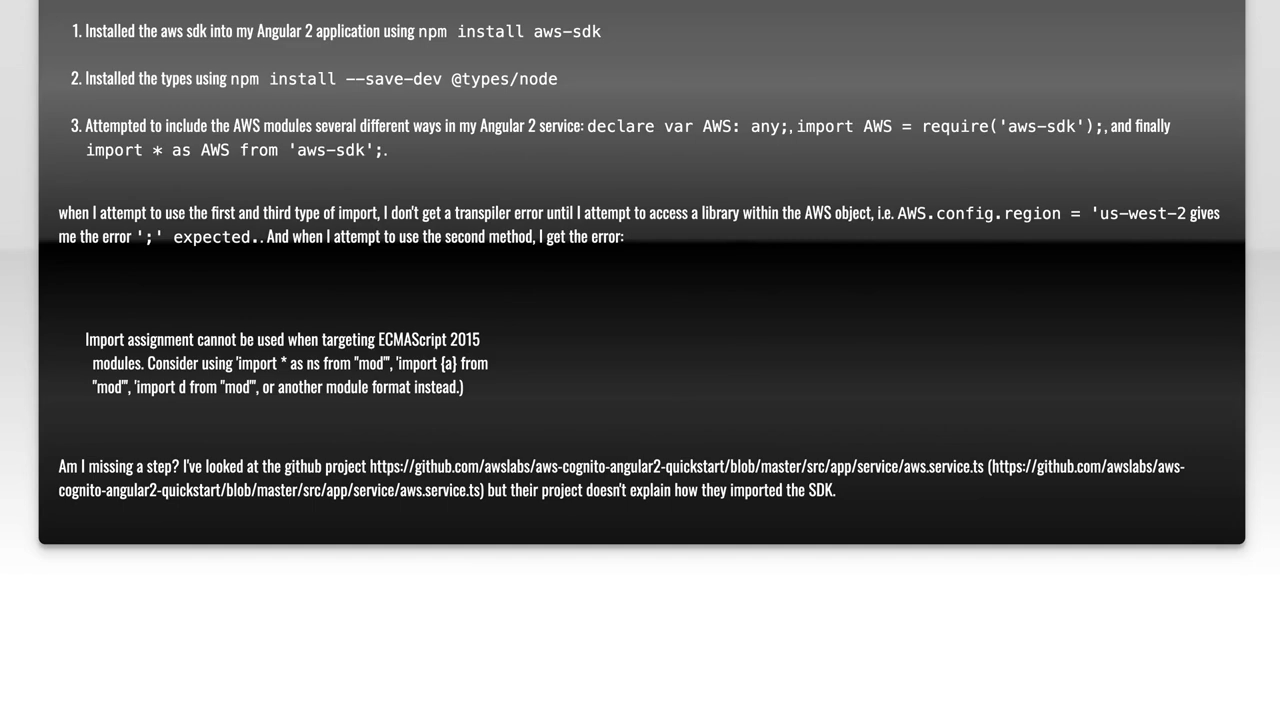 1. Installed the aws sdk into my Angular 2 application using npm install aws-sdk
2. Installed the types using npm install --save-dev @types/node
3. Attempted to include the AWS modules several different ways in my Angular 2 service: declare var AWS: any;, import AWS = require('aws-sdk');, and finally
import * as AWS from 'aws-sdk';.
when I attempt to use the first and third type of import, I don't get a transpiler error until I attempt to access a library within the AWS object, i.e. AWS.config.region = 'us-west-2 gives
me the error ';' expected.. And when I attempt to use the second method, I get the error:
Import assignment cannot be used when targeting ECMAScript 2015
modules. Consider using 'import * as ns from "mod"', 'import {a} from
"mod"', 'import d from "mod"', or another module format instead.)
Am I missing a step? I've looked at the github project https://github.com/awslabs/aws-cognito-angular2-quickstart/blob/master/src/app/service/aws.service.ts (https://github.com/awslabs/aws-
cognito-angular2-quickstart/blob/master/src/app/service/aws.service.ts) but their project doesn't explain how they imported the SDK.